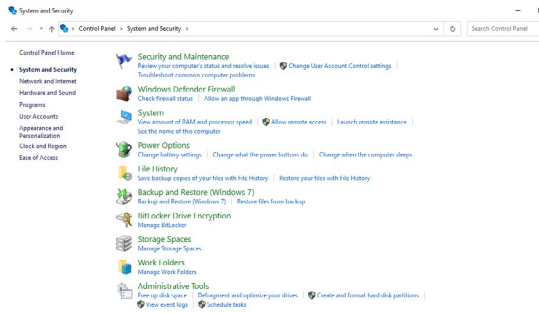 System and Security
Control Panel > System and Security >
Search Control Panel
Control Panel Home
System and Security
Network and Internet
Hardware and Sound
Programs
User Accounts
Appearance and
Personalization
Clock and Region
Ease of Access
Security and Maintenance
Review your computer's status and resolve issues
Change User Account Control settings
Troubleshoot common computer problems
Windows Defender Firewall
Check firewall status
Allow an app through Windows Firewall
System
View amount of RAM and processor speed
Allow remote access
Launch remote assistance
See the name of this computer
Power Options
Change battery settings
Change what the power buttons do
Change when the computer sleeps
File History
Save backup copies of your files with File History
Restore your files with File History
Backup and Restore (Windows 7)
Backup and Restore (Windows 7)
Restore files from backup
BitLocker Drive Encryption
Manage BitLocker
Storage Spaces
Manage Storage Spaces
Work Folders
Manage Work Folders
Administrative Tools
Free up disk space
Defragment and optimize your drives
Create and format hard disk partitions
View event logs
Schedule tasks